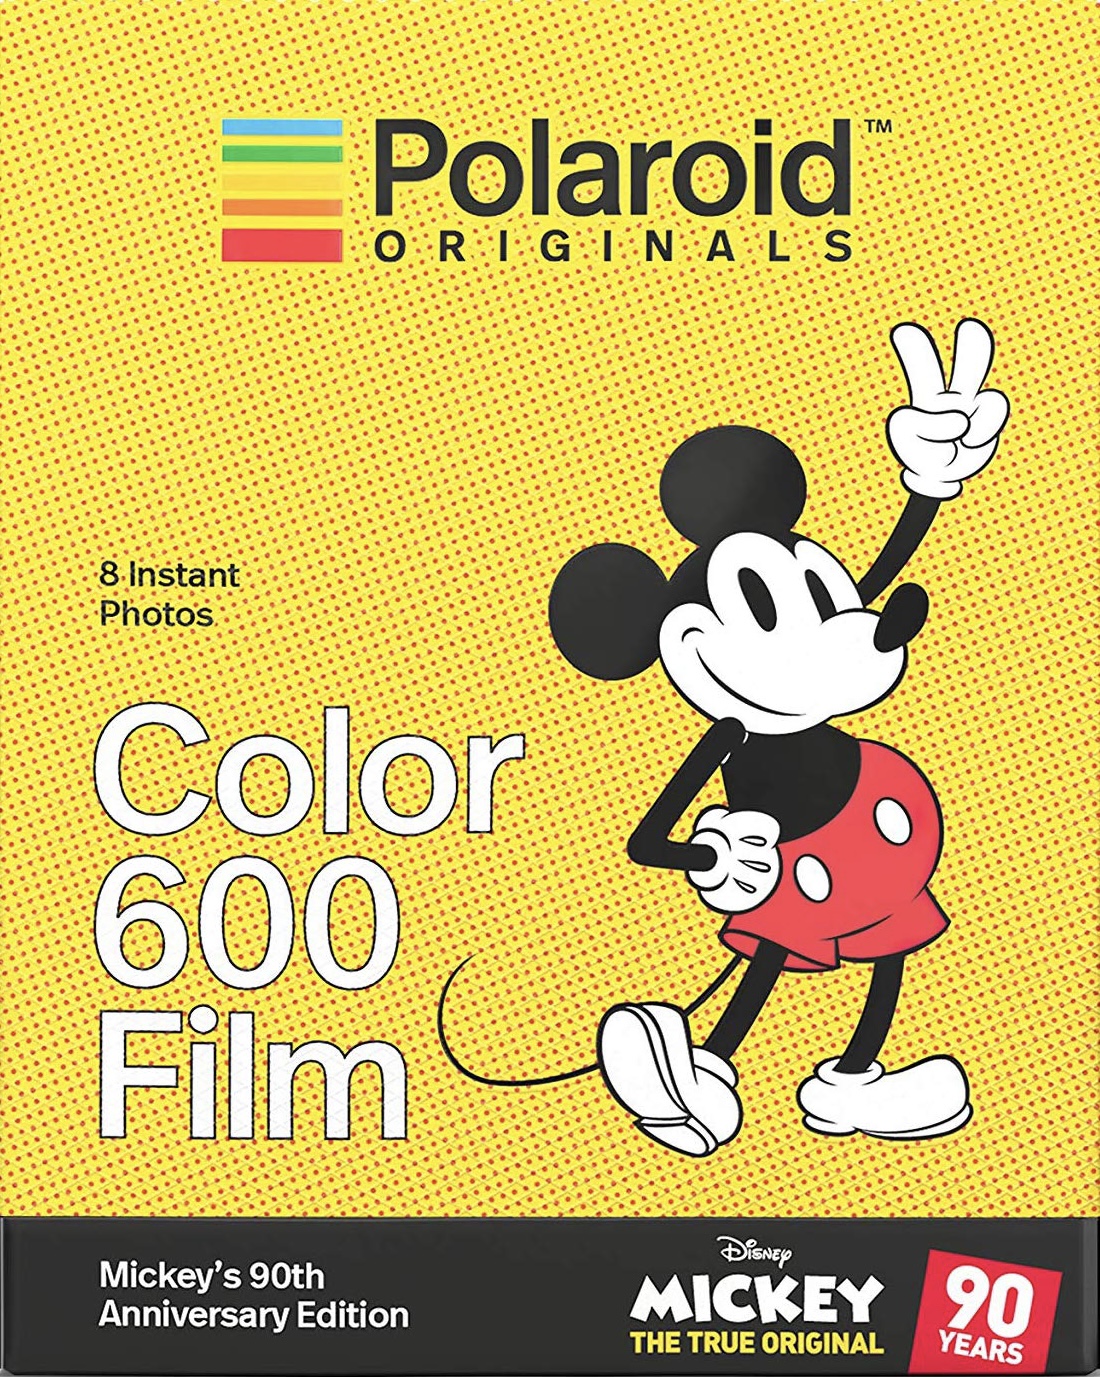 Polaroid™
ORIGINALS
8 Instant
Photos
Color
600
Film
Mickey's 90th
Anniversary Edition
Disney
MICKEY
THE TRUE ORIGINAL
90
YEARS